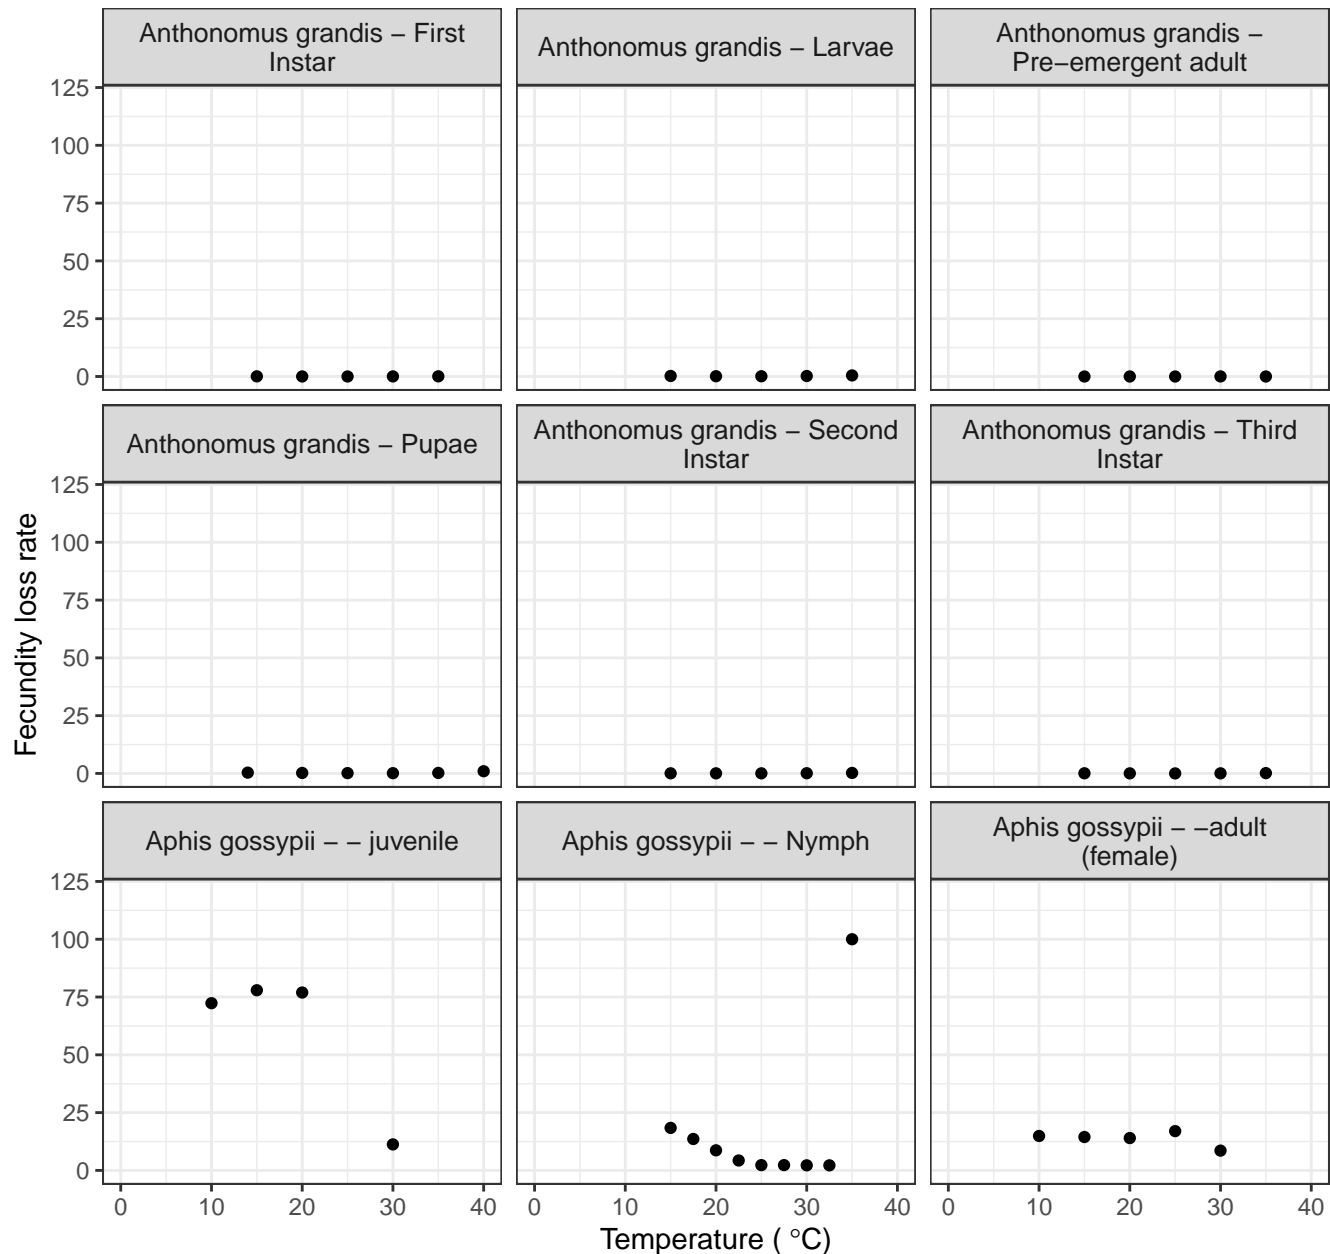 Anthonomus grandis – First
Instar
Anthonomus grandis – Larvae
Anthonomus grandis –
Pre–emergent adult
125
100
75
50
25
0
Anthonomus grandis – Pupae
Anthonomus grandis – Second
Instar
Anthonomus grandis – Third
Instar
125
100
75
50
25
0
Fecundity loss rate
Aphis gossypii – – juvenile
Aphis gossypii – – Nymph
Aphis gossypii – –adult
(female)
125
100
75
50
25
0
0 10 20 30 40
0 10 20 30 40
0 10 20 30 40
Temperature ( °C)